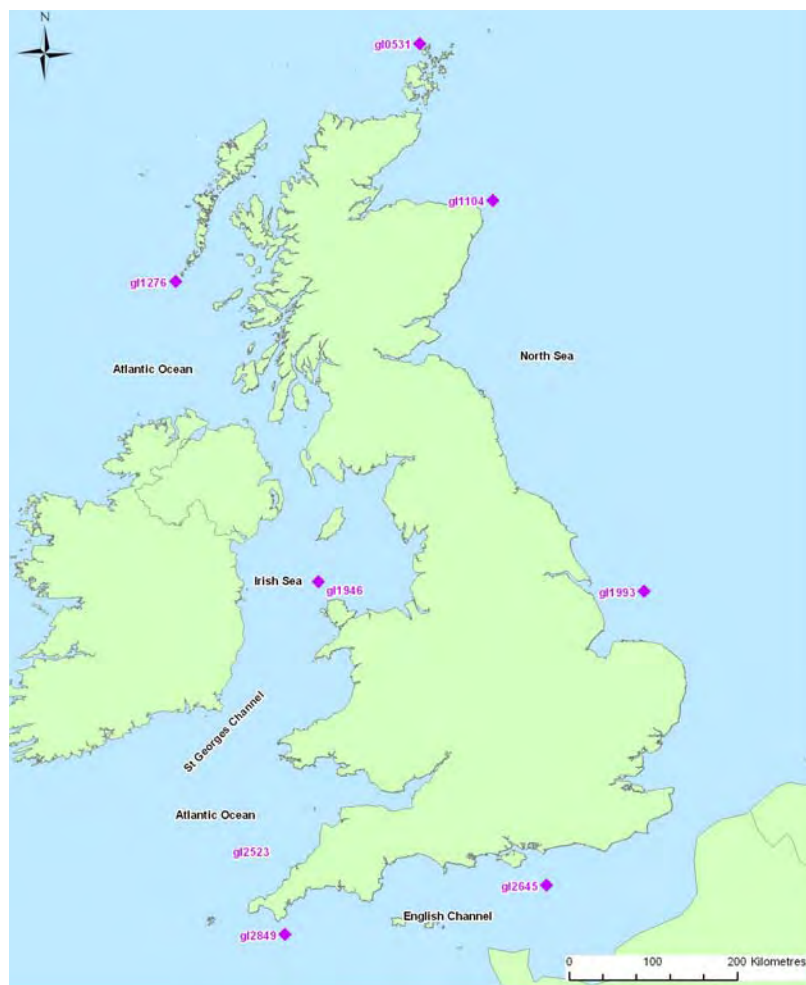 N
gl0531
gl1104
gl1276
Atlantic Ocean
North Sea
Irish Sea
gl1946
gl1993
St Georges Channel
Atlantic Ocean
gl2523
gl2645
English Channel
gl2849
0 100 200 Kilometres